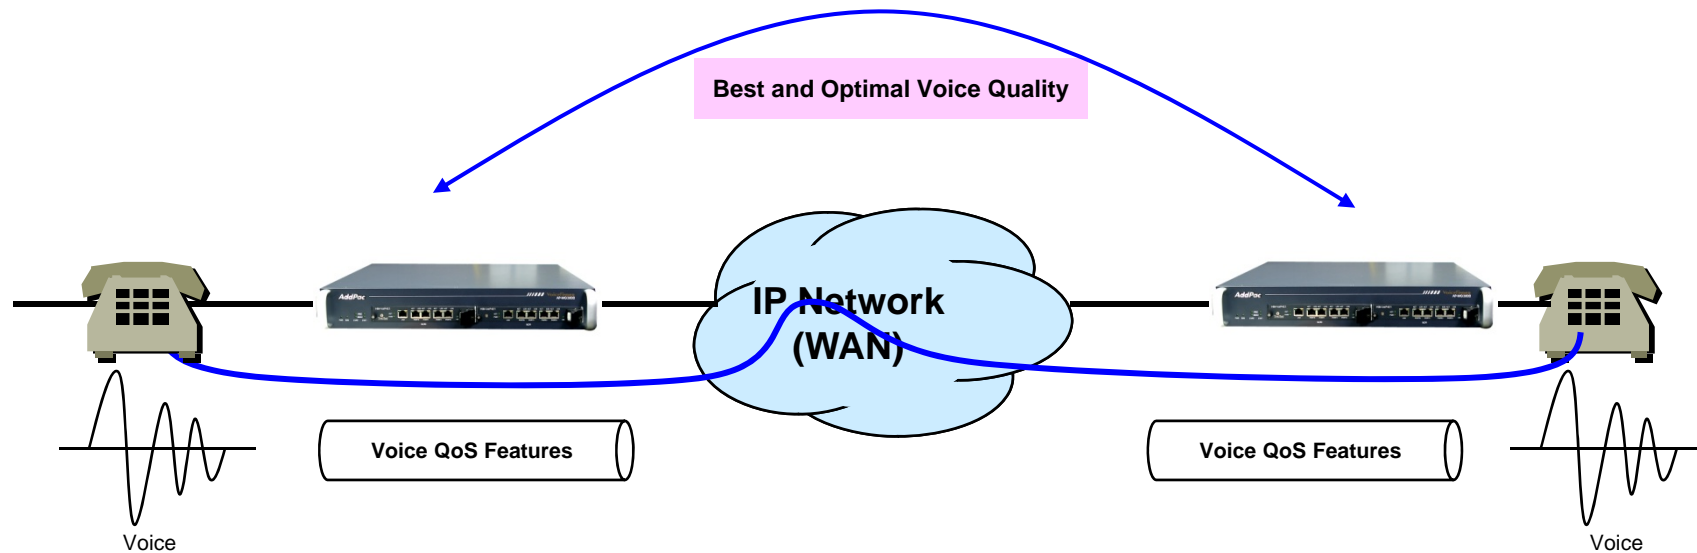 Best and Optimal Voice Quality
AddPac
AddPac
IP Network
(WAN)
Voice QoS Features
Voice QoS Features
Voice
Voice